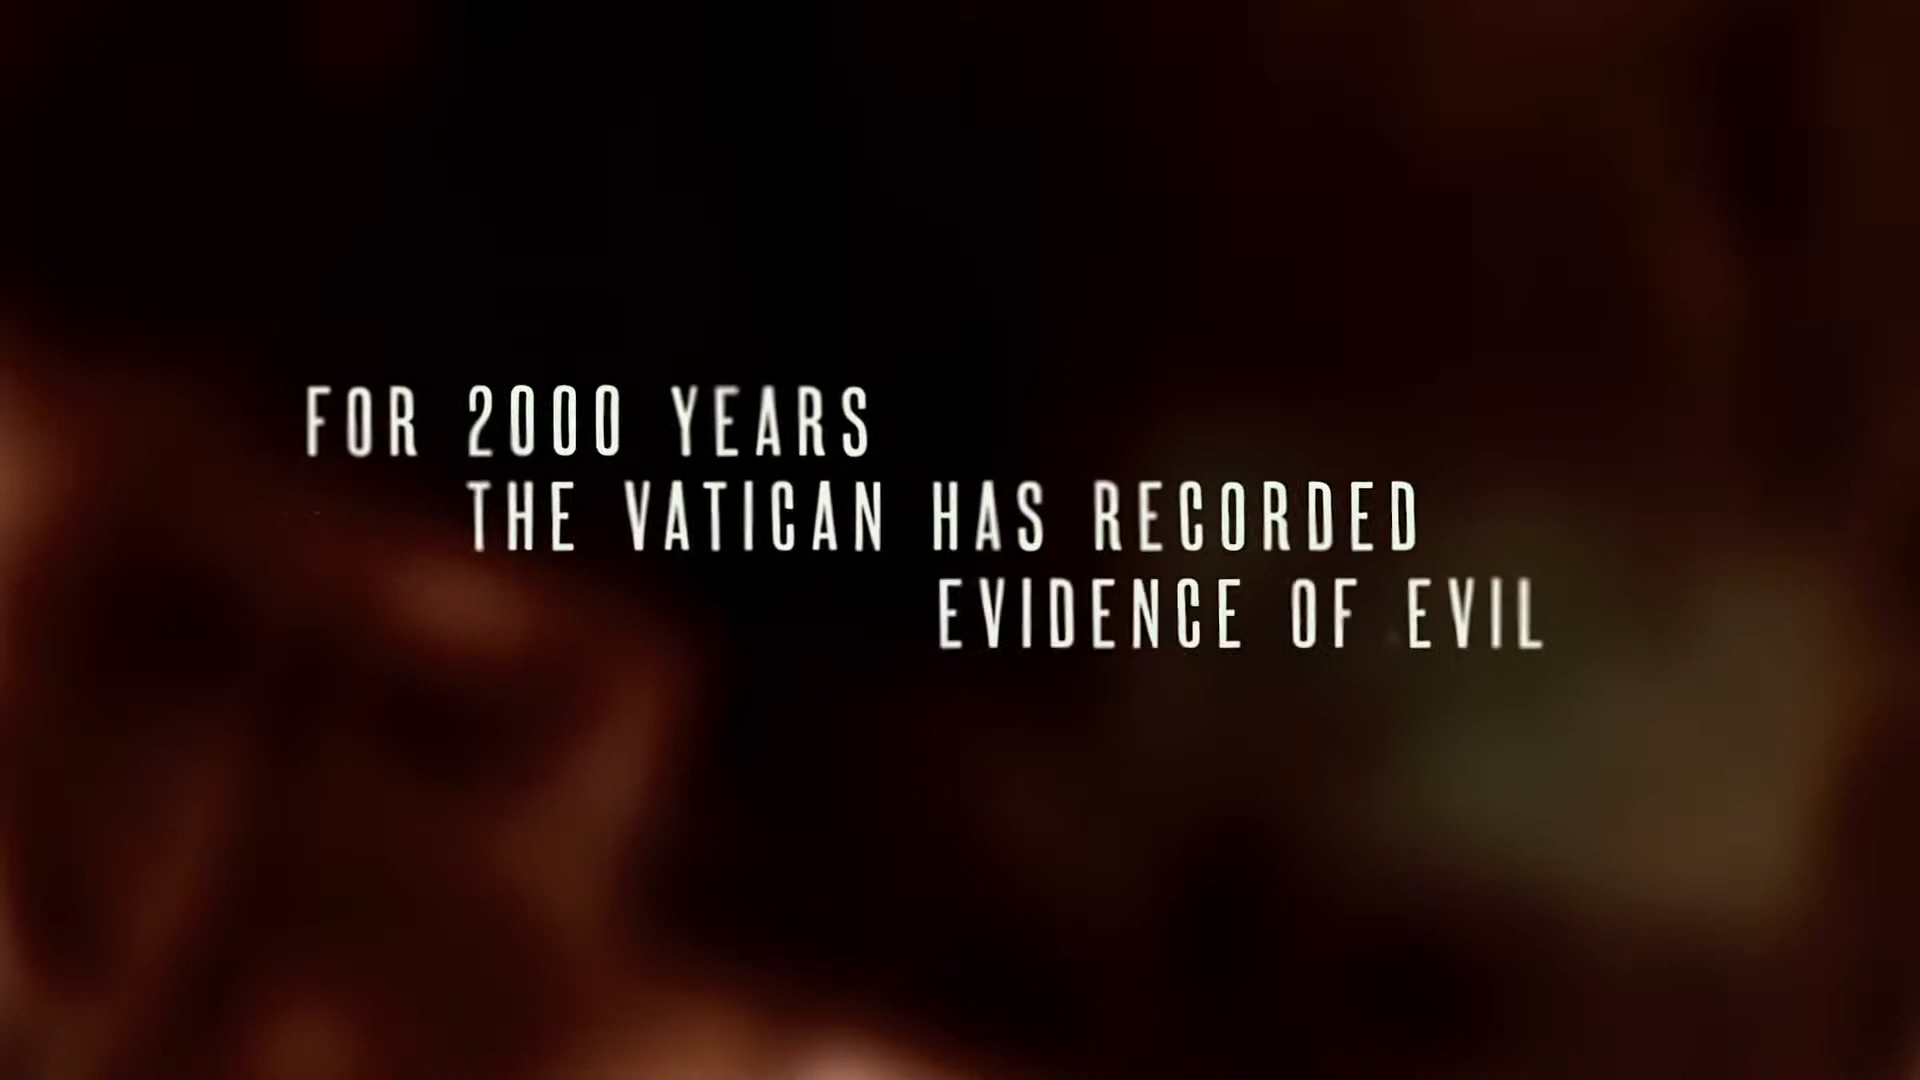 FOR 2000 YEARS
THE VATICAN HAS RECORDED
EVIDENCE OF EVIL